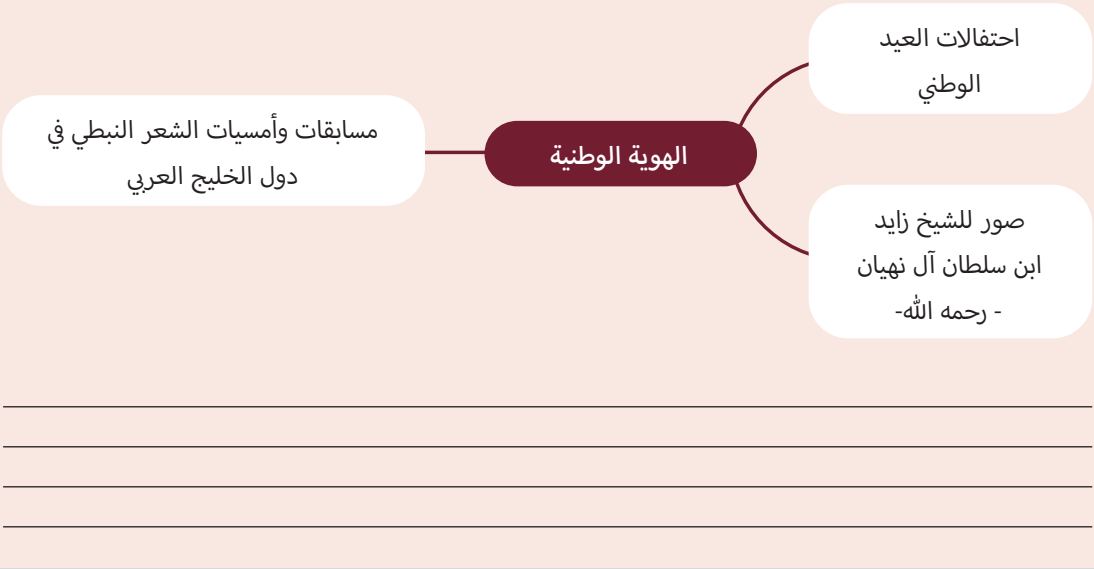 احتفالات العيد
الوطني
الهوية الوطنية
مسابقات وأمسيات الشعر النبطي في
دول الخليج العربي
صور للشيخ زايد
ابن سلطان آل نهيان
- رحمه الله-